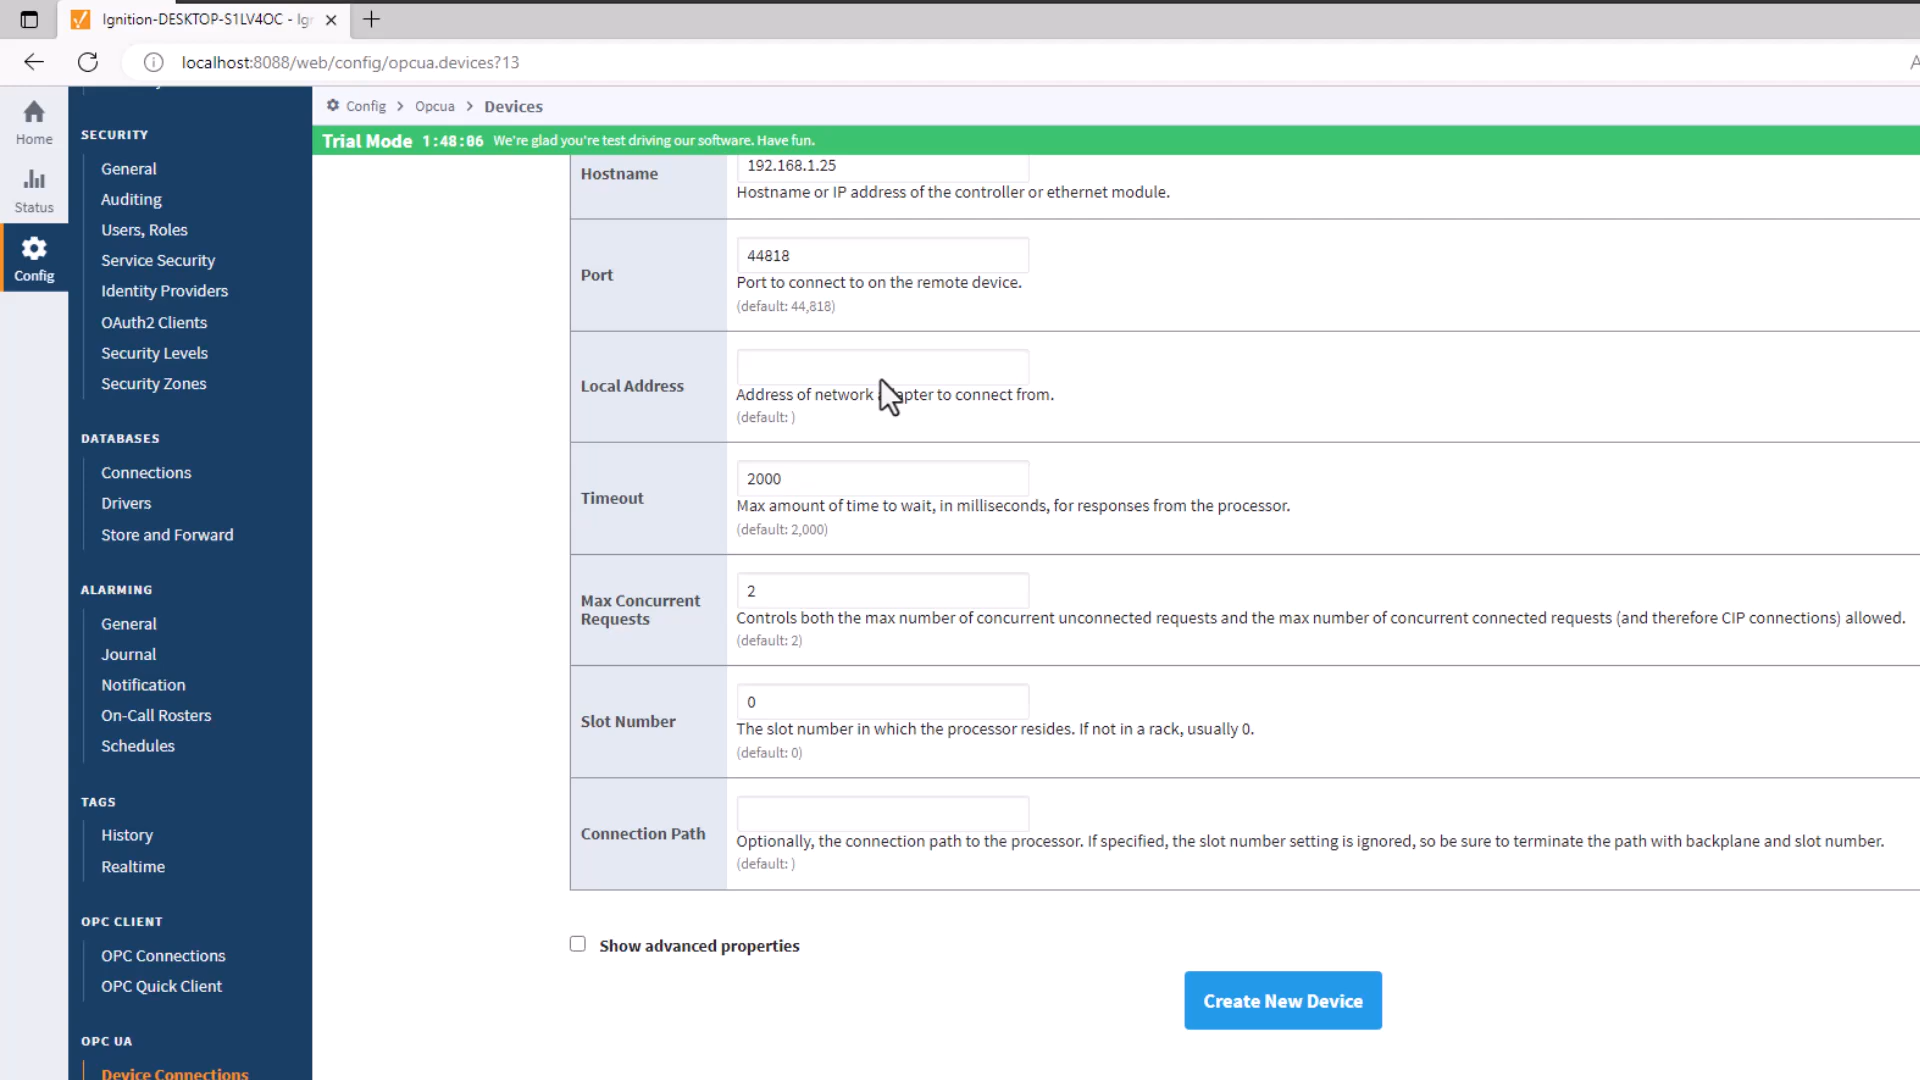 Ignition-DESKTOP-S1LV4OC - Ig
localhost:8088/web/config/opcua.devices?13
Home
Status
Config
SECURITY
General
Auditing
Users, Roles
Service Security
Identity Providers
OAuth2 Clients
Security Levels
Security Zones
DATABASES
Connections
Drivers
Store and Forward
ALARMING
General
Journal
Notification
On-Call Rosters
Schedules
TAGS
History
Realtime
OPC CLIENT
OPC Connections
OPC Quick Client
OPC UA
Device Connections
Config > Opcua > Devices
Trial Mode 1:48:06 We're glad you're test driving our software. Have fun.
Hostname
192.168.1.25
Hostname or IP address of the controller or ethernet module.
Port
44818
Port to connect to on the remote device.
(default: 44,818)
Local Address
Address of network adapter to connect from.
(default: )
Timeout
2000
Max amount of time to wait, in milliseconds, for responses from the processor.
(default: 2,000)
Max Concurrent
Requests
2
Controls both the max number of concurrent unconnected requests and the max number of concurrent connected requests (and therefore CIP connections) allowed.
(default: 2)
Slot Number
0
The slot number in which the processor resides. If not in a rack, usually 0.
(default: 0)
Connection Path
Optionally, the connection path to the processor. If specified, the slot number setting is ignored, so be sure to terminate the path with backplane and slot number.
(default: )
Show advanced properties
Create New Device